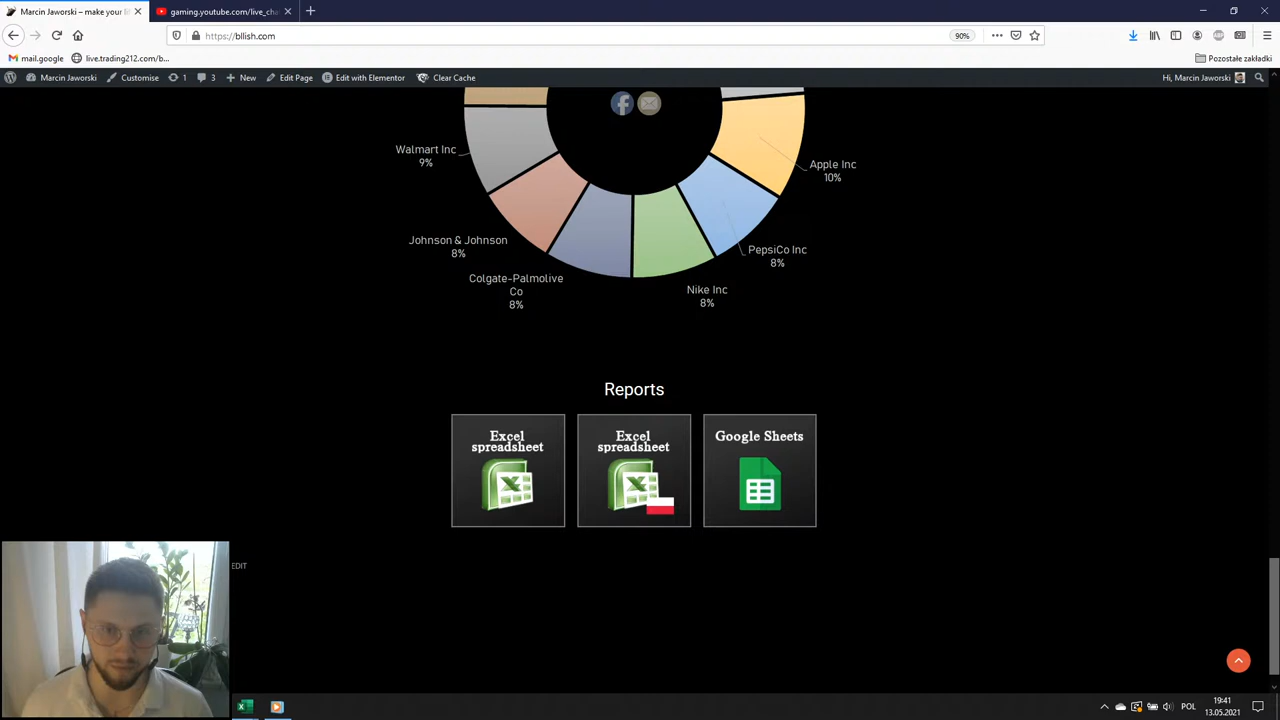 Marcin Jaworski – make your l
gaming.youtube.com/live_cha
https://bllish.com
90%
mail.google
live.trading212.com/b...
Pozostałe zakładki
Marcin Jaworski
Customise
1
3
New
Edit Page
Edit with Elementor
Clear Cache
Hi, Marcin Jaworski
Walmart Inc
9%
Apple Inc
10%
Johnson & Johnson
8%
PepsiCo Inc
8%
Colgate-Palmolive
Co
8%
Nike Inc
8%
Reports
Excel
spreadsheet
Excel
spreadsheet
Google Sheets
EDIT
POL
19:41
13.05.2021